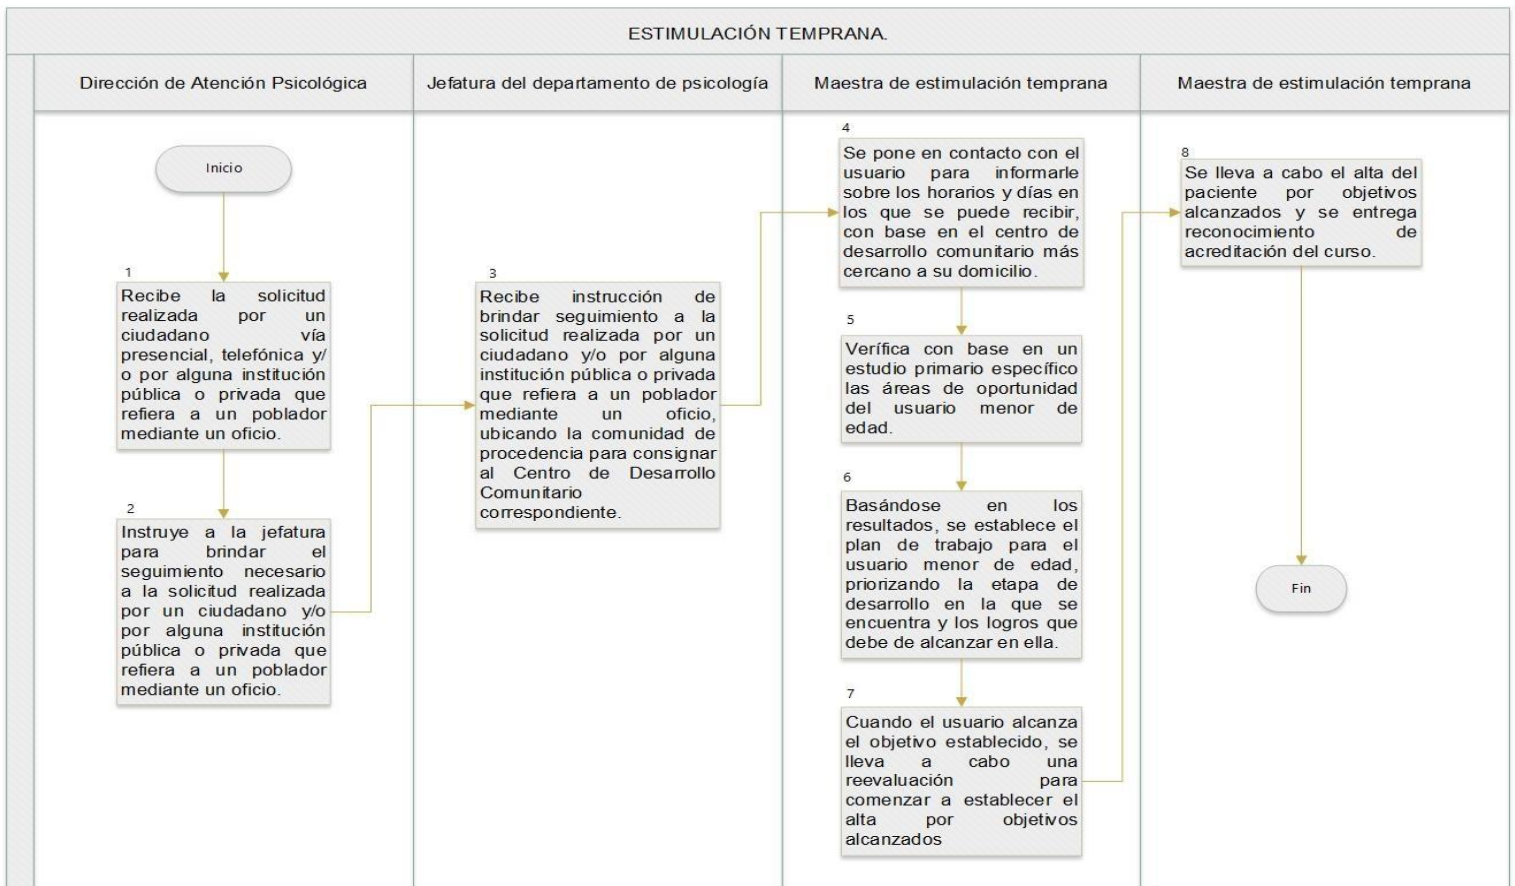 ESTIMULACIÓN TEMPRANA.
Dirección de Atención Psicológica
Jefatura del departamento de psicología
Maestra de estimulación temprana
Maestra de estimulación temprana
Inicio
1
Recibe la solicitud
realizada por un
ciudadano vía
presencial, telefónica y/
o por alguna institución
pública o privada que
refiera a un poblador
mediante un oficio.
2
Instruye a la jefatura
para brindar el
seguimiento necesario
a la solicitud realizada
por un ciudadano y/o
por alguna institución
pública o privada que
refiera a un poblador
mediante un oficio.
3
Recibe instrucción de
brindar seguimiento a la
solicitud realizada por un
ciudadano y/o por alguna
institución pública o privada
que refiera a un poblador
mediante un oficio,
ubicando la comunidad de
procedencia para consignar
al Centro de Desarrollo
Comunitario
correspondiente.
4
Se pone en contacto con el
usuario para informarle
sobre los horarios y días en
los que se puede recibir,
con base en el centro de
desarrollo comunitario más
cercano a su domicilio.
5
Verífica con base en un
estudio primario específico
las áreas de oportunidad
del usuario menor de
edad.
6
Basándose en los
resultados, se establece el
plan de trabajo para el
usuario menor de edad,
priorizando la etapa de
desarrollo en la que se
encuentra y los logros que
debe de alcanzar en ella.
7
Cuando el usuario alcanza
el objetivo establecido, se
lleva a cabo una
reevaluación para
comenzar a establecer el
alta por objetivos
alcanzados
8
Se lleva a cabo el alta del
paciente por objetivos
alcanzados y se entrega
reconocimiento de
acreditación del curso.
Fin